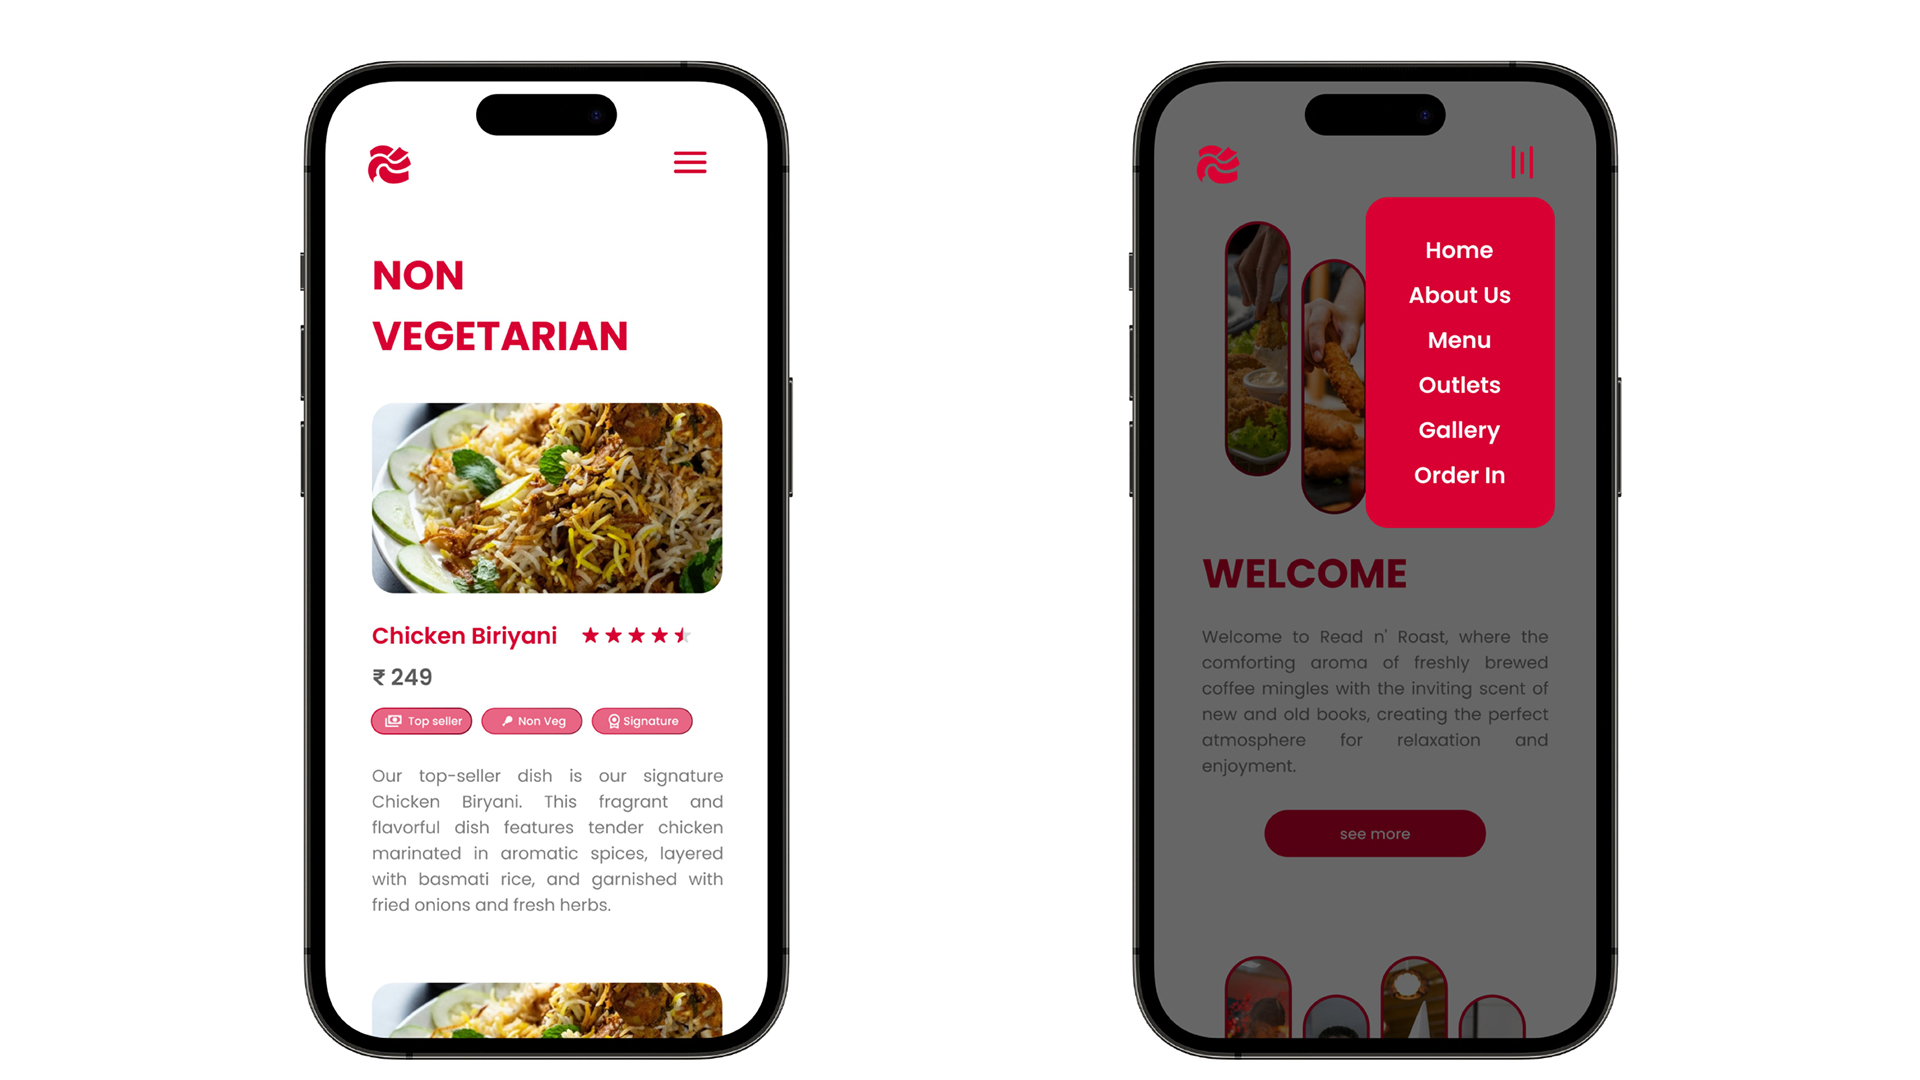 NON
VEGETARIAN
Chicken Biriyani
₹ 249
Top seller
Non Veg
Signature
Our top-seller dish is our signature
Chicken Biryani. This fragrant and
flavorful dish features tender chicken
marinated in aromatic spices, layered
with basmati rice, and garnished with
fried onions and fresh herbs.
Home
About Us
Menu
Outlets
Gallery
Order In
WELCOME
Welcome to Read n' Roast, where the
comforting aroma of freshly brewed
coffee mingles with the inviting scent of
new and old books, creating the perfect
atmosphere for relaxation and
enjoyment.
see more